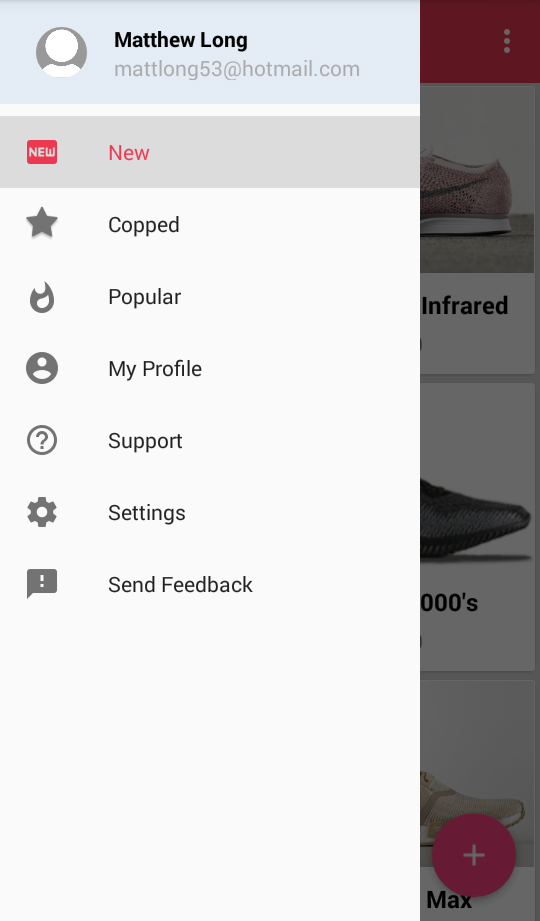 Matthew Long
mattlong53@hotmail.com
NEW
New
Copped
Popular
My Profile
Support
Settings
Send Feedback
Infrared
000's
Max